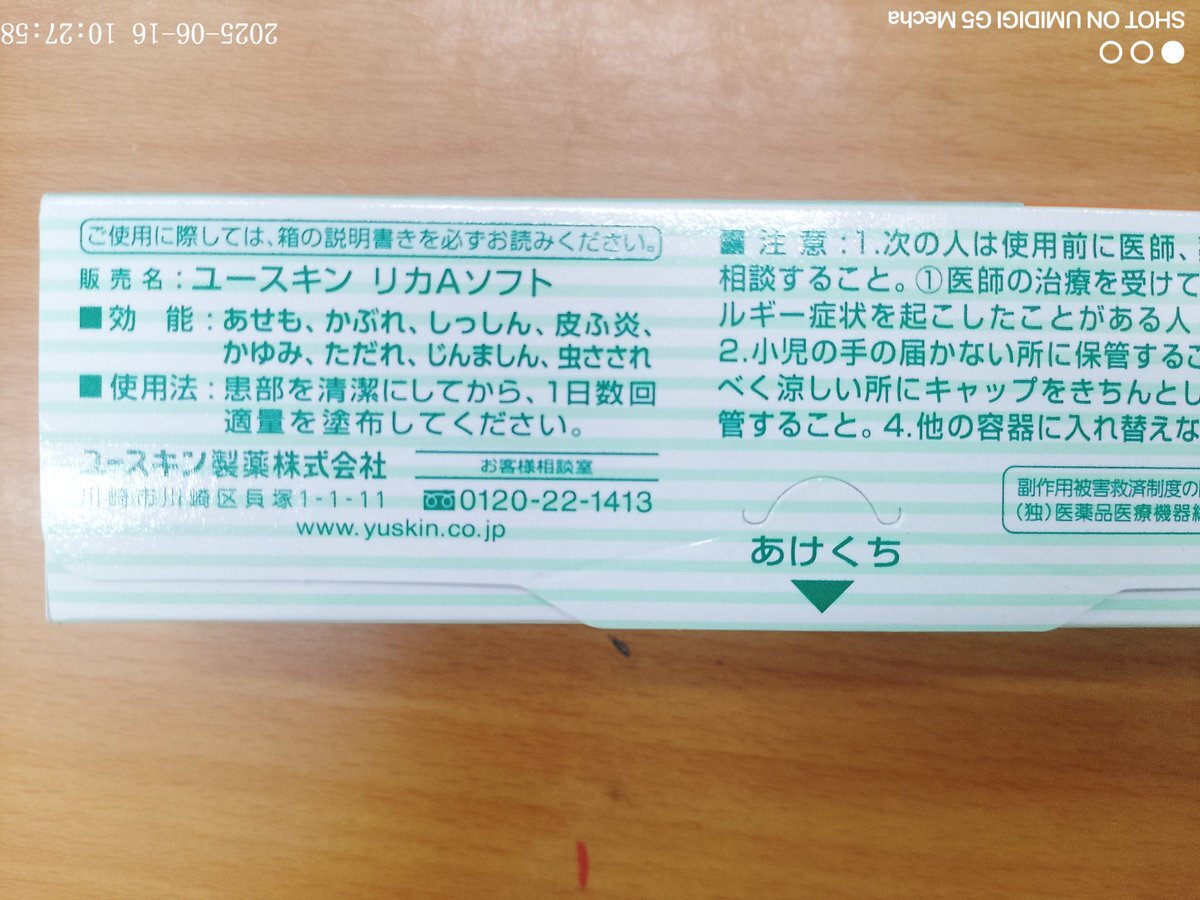 ご使用に際しては、箱の説明書きを必ずお読みください。
販売名：ユースキン リカAソフト
■効能：あせも、かぶれ、しっしん、皮ふ炎、
かゆみ、ただれ、じんましん、虫さされ
■使用法：患部を清潔にしてから、1日数回
適量を塗布してください。
ユースキン製薬株式会社
川崎市川崎区貝塚1-1-11
お客様相談室
0120-22-1413
www.yuskin.co.jp
■注意：1.次の人は使用前に医師、
相談すること。①医師の治療を受けて
ルギー症状を起こしたことがある人
2.小児の手の届かない所に保管するこ
べく涼しい所にキャップをきちんとし
管すること。4.他の容器に入れ替えな
副作用被害救済制度の
（独）医薬品医療機器
あけくち
SHOT ON UMIDIGI G5 Mecha
2025-06-16 10:27:58